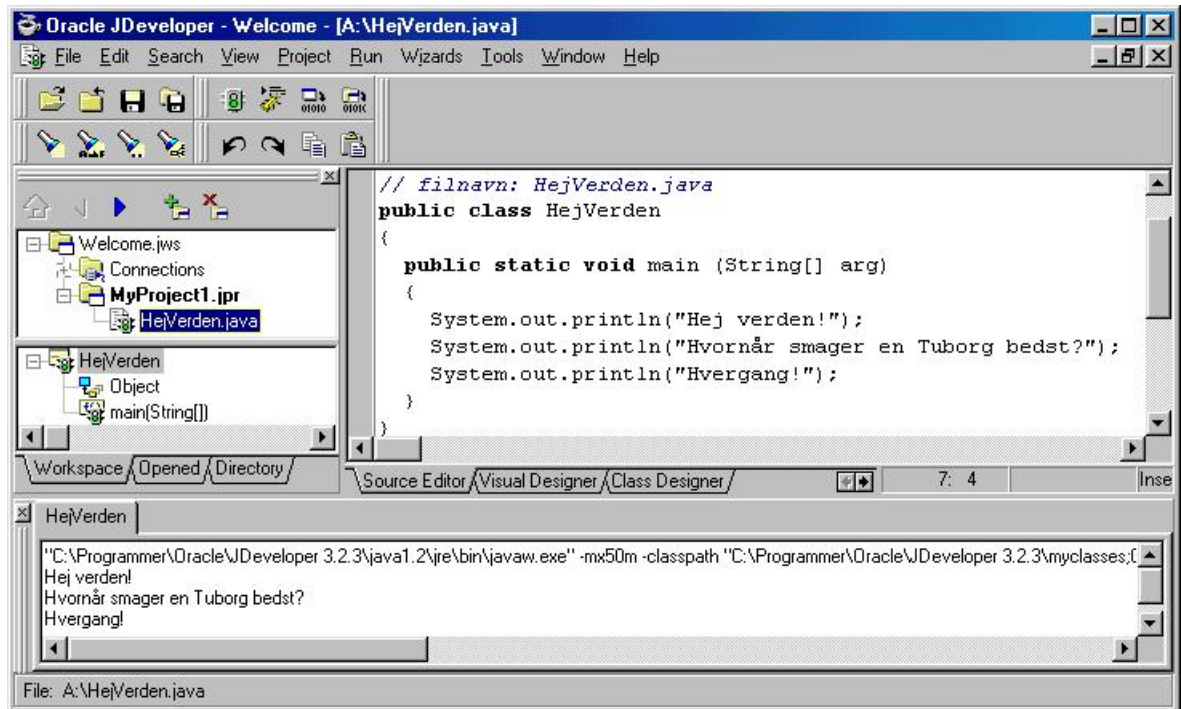 Oracle JDeveloper - Welcome - [A:\HejVerden.java]
File Edit Search View Project Run Wizards Tools Window Help
// filnavn: HejVerden.java
public class HejVerden
{
public static void main (String[] arg)
{
System.out.println("Hej verden!");
System.out.println("Hvornår smager en Tuborg bedst?");
System.out.println("Hvergang!");
}
}
Welcome.jws
Connections
MyProject1.jpr
HejVerden.java
HejVerden
Object
main(String[])
Workspace Opened Directory
Source Editor Visual Designer Class Designer 7: 4 Inse
HejVerden
"C:\Programmer\Oracle\JDeveloper 3.2.3\java1.2\jre\bin\javaw.exe" -mx50m -classpath "C:\Programmer\Oracle\JDeveloper 3.2.3\myclasses;
Hej verden!
Hvornår smager en Tuborg bedst?
Hvergang!
File: A:\HejVerden.java